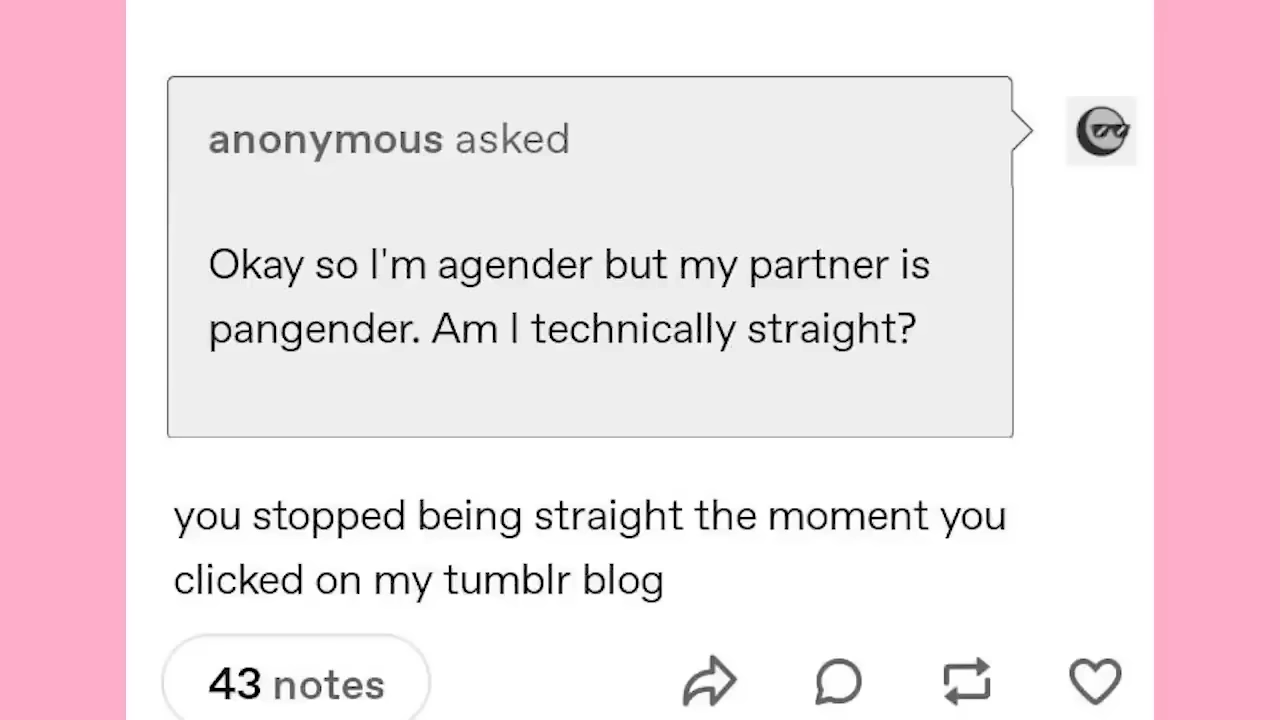 anonymous asked
Okay so I'm agender but my partner is
pangender. Am I technically straight?
you stopped being straight the moment you
clicked on my tumblr blog
43 notes